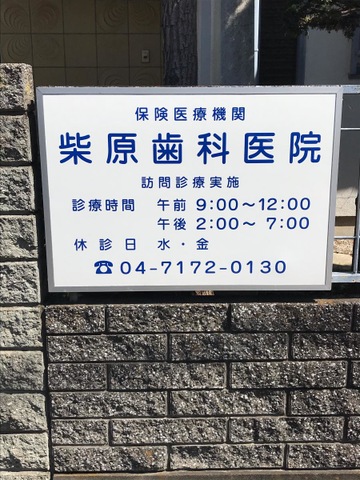 保険医療機関
柴原歯科医院
訪問診療実施
診療時間 午前 9:00〜12:00
午後 2:00〜 7:00
休診日 水・金
☎04-7172-0130